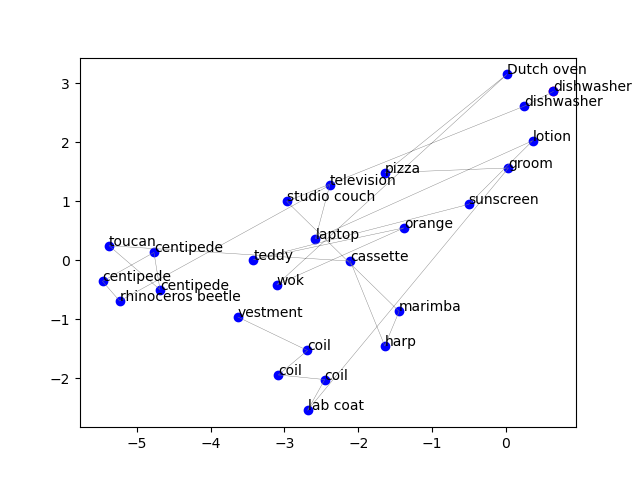 Dutch oven
dishwasher
dishwasher
lotion
groom
pizza
television
studio couch
sunscreen
orange
laptop
toucan
centipede
teddy
cassette
centipede
rhinoceros beetle
centipede
wok
vestment
marimba
coil
harp
coil
coil
lab coat
3
2
1
0
−1
−2
−5
−4
−3
−2
−1
0